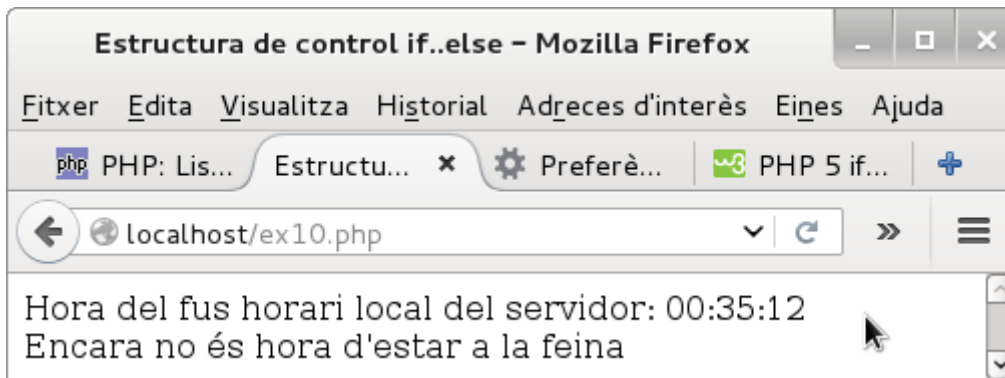 Estructura de control if..else – Mozilla Firefox
Fitxer Edita Visualitza Historial Adreces d'interès Eines Ajuda
php PHP: Lis... Estructu... Preferè... w3 PHP 5 if...
localhost/ex10.php
Hora del fus horari local del servidor: 00:35:12
Encara no és hora d'estar a la feina